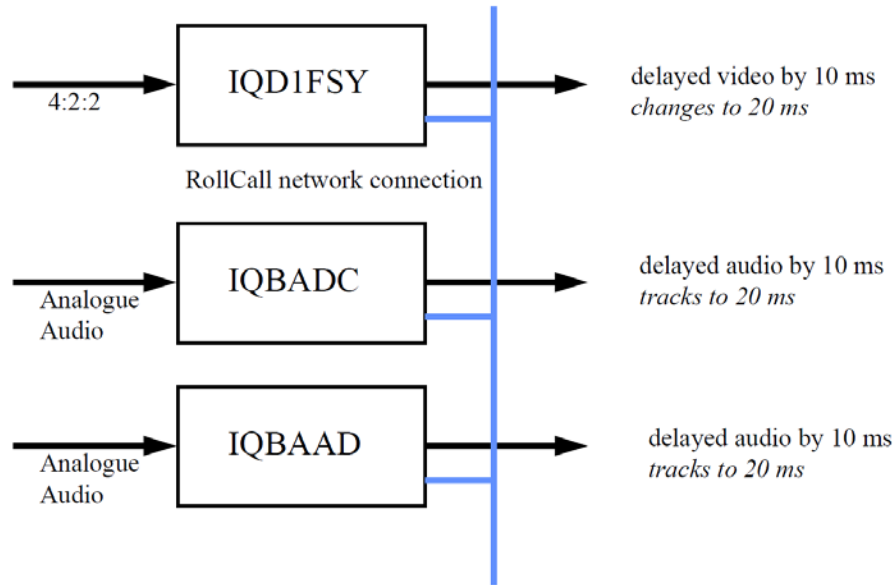 IQD1FSY
4:2:2
delayed video by 10 ms
changes to 20 ms
RollCall network connection
IQBADC
Analogue
Audio
delayed audio by 10 ms
tracks to 20 ms
IQBAAD
Analogue
Audio
delayed audio by 10 ms
tracks to 20 ms